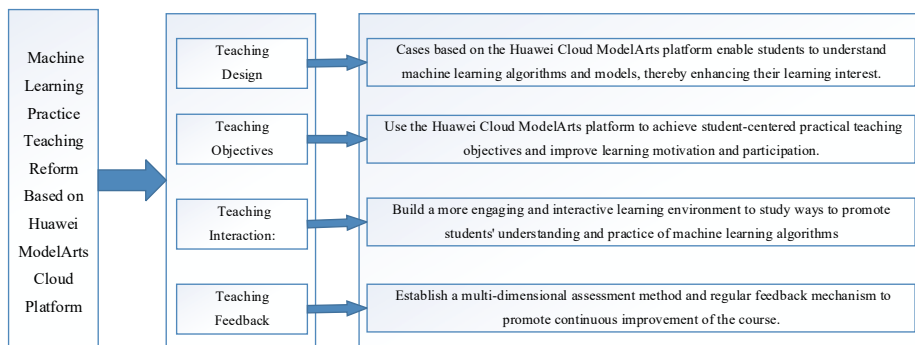 Machine
Learning
Practice
Teaching
Reform
Based on
Huawei
ModelArts
Cloud
Platform
Teaching
Design
Cases based on the Huawei Cloud ModelArts platform enable students to understand
machine learning algorithms and models, thereby enhancing their learning interest.
Teaching
Objectives
Use the Huawei Cloud ModelArts platform to achieve student-centered practical teaching
objectives and improve learning motivation and participation.
Teaching
Interaction:
Build a more engaging and interactive learning environment to study ways to promote
students' understanding and practice of machine learning algorithms
Teaching
Feedback
Establish a multi-dimensional assessment method and regular feedback mechanism to
promote continuous improvement of the course.